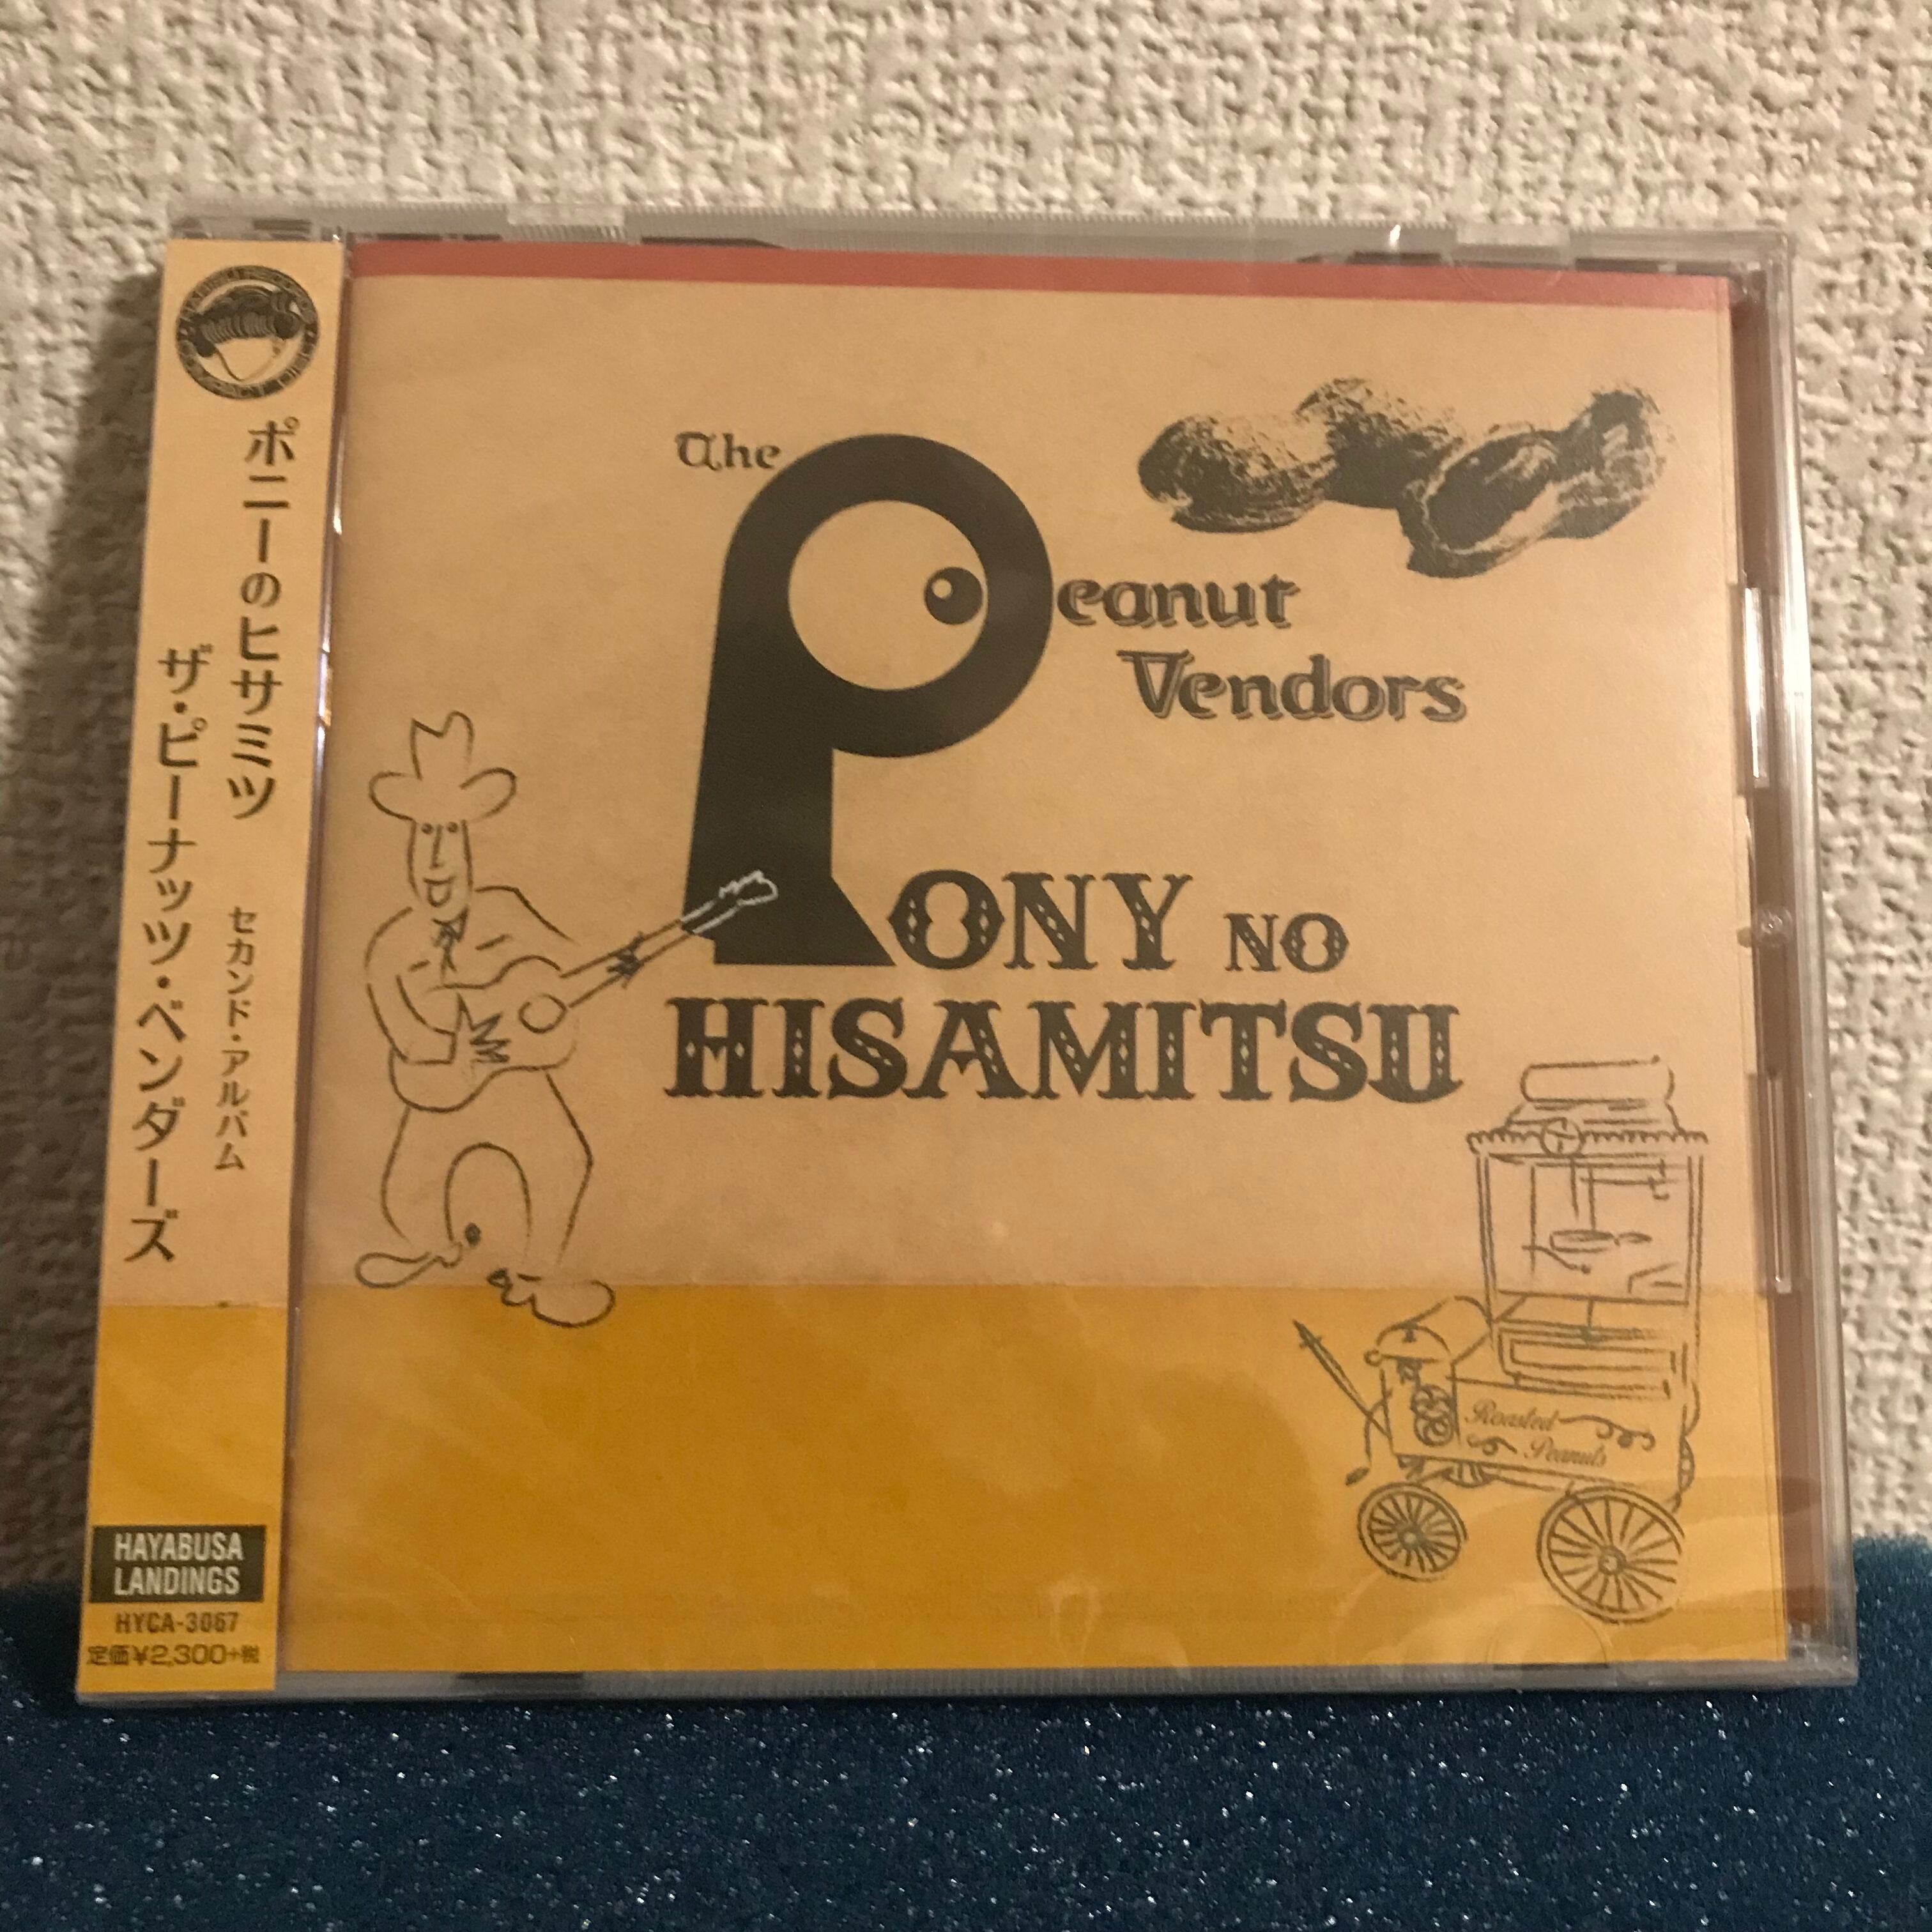 ポニーのヒサミツ セカンド・アルバム
ザ・ピーナッツ・ベンダーズ
HAYABUSA
LANDINGS
HYCA-3067
定価¥2,300+税
The
Peanut
Vendors
PONY NO
HISAMITSU
Roasted
Peanuts